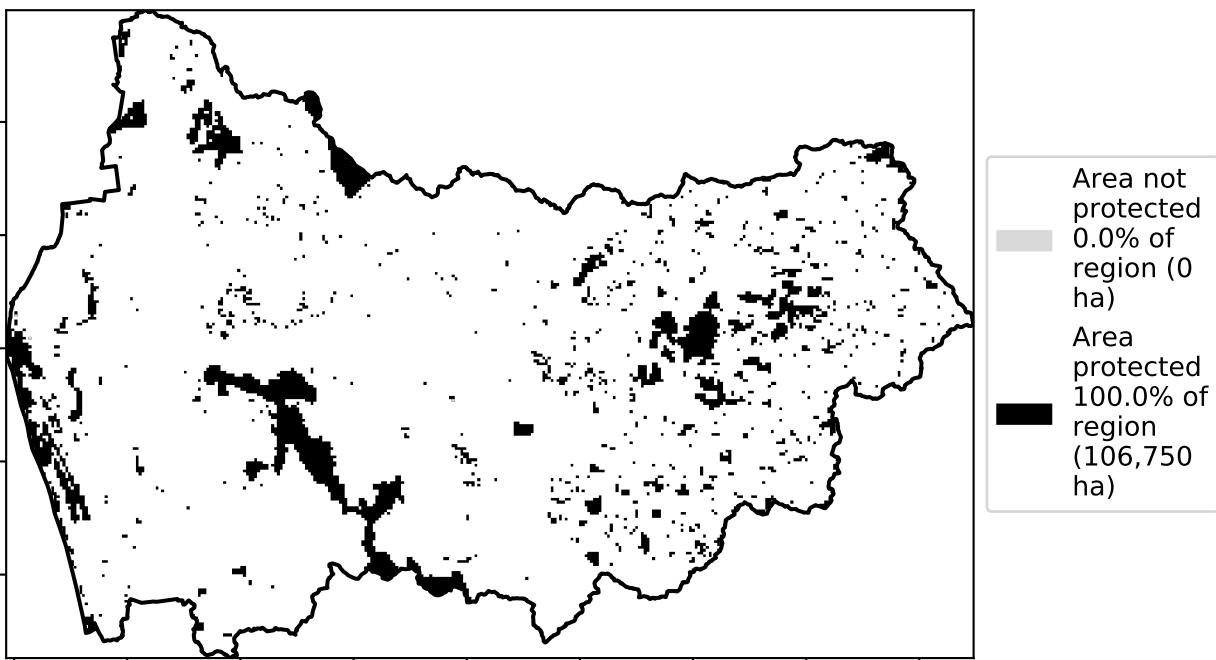 Area not
protected
0.0% of
region (0
ha)
Area
protected
100.0% of
region
(106,750
ha)